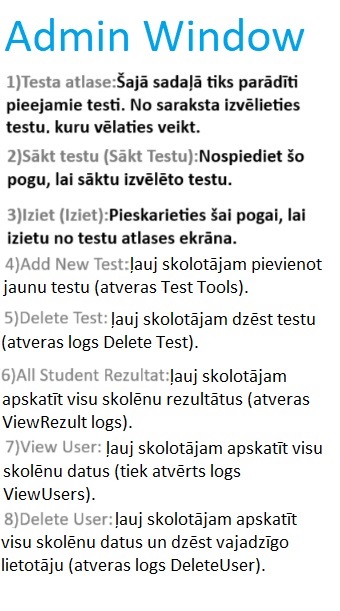 Admin Window
1)Testa atlase:Šajā sadaļā tiks parādīti
pieejamie testi. No saraksta izvēlieties
testu, kuru vēlaties veikt.
2)Sākt testu (Sākt Testu):Nospiediet šo
pogu, lai sāktu izvēlēto testu.
3)Iziet (Iziet):Pieskarieties šai pogai, lai
izietu no testu atlases ekrāna.
4)Add New Test:ļauj skolotājam pievienot
jaunu testu (atveras Test Tools).
5)Delete Test: ļauj skolotājam dzēst testu
(atveras logs Delete Test).
6)All Student Rezultat:ļauj skolotājam
apskatīt visu skolēnu rezultātus (atveras
ViewRezult logs).
7)View User: ļauj skolotājam apskatīt visu
skolēnu datus (tiek atvērts logs
ViewUsers).
8)Delete User:ļauj skolotājam apskatīt
visu skolēnu datus un dzēst vajadzīgo
lietotāju (atveras logs DeleteUser).